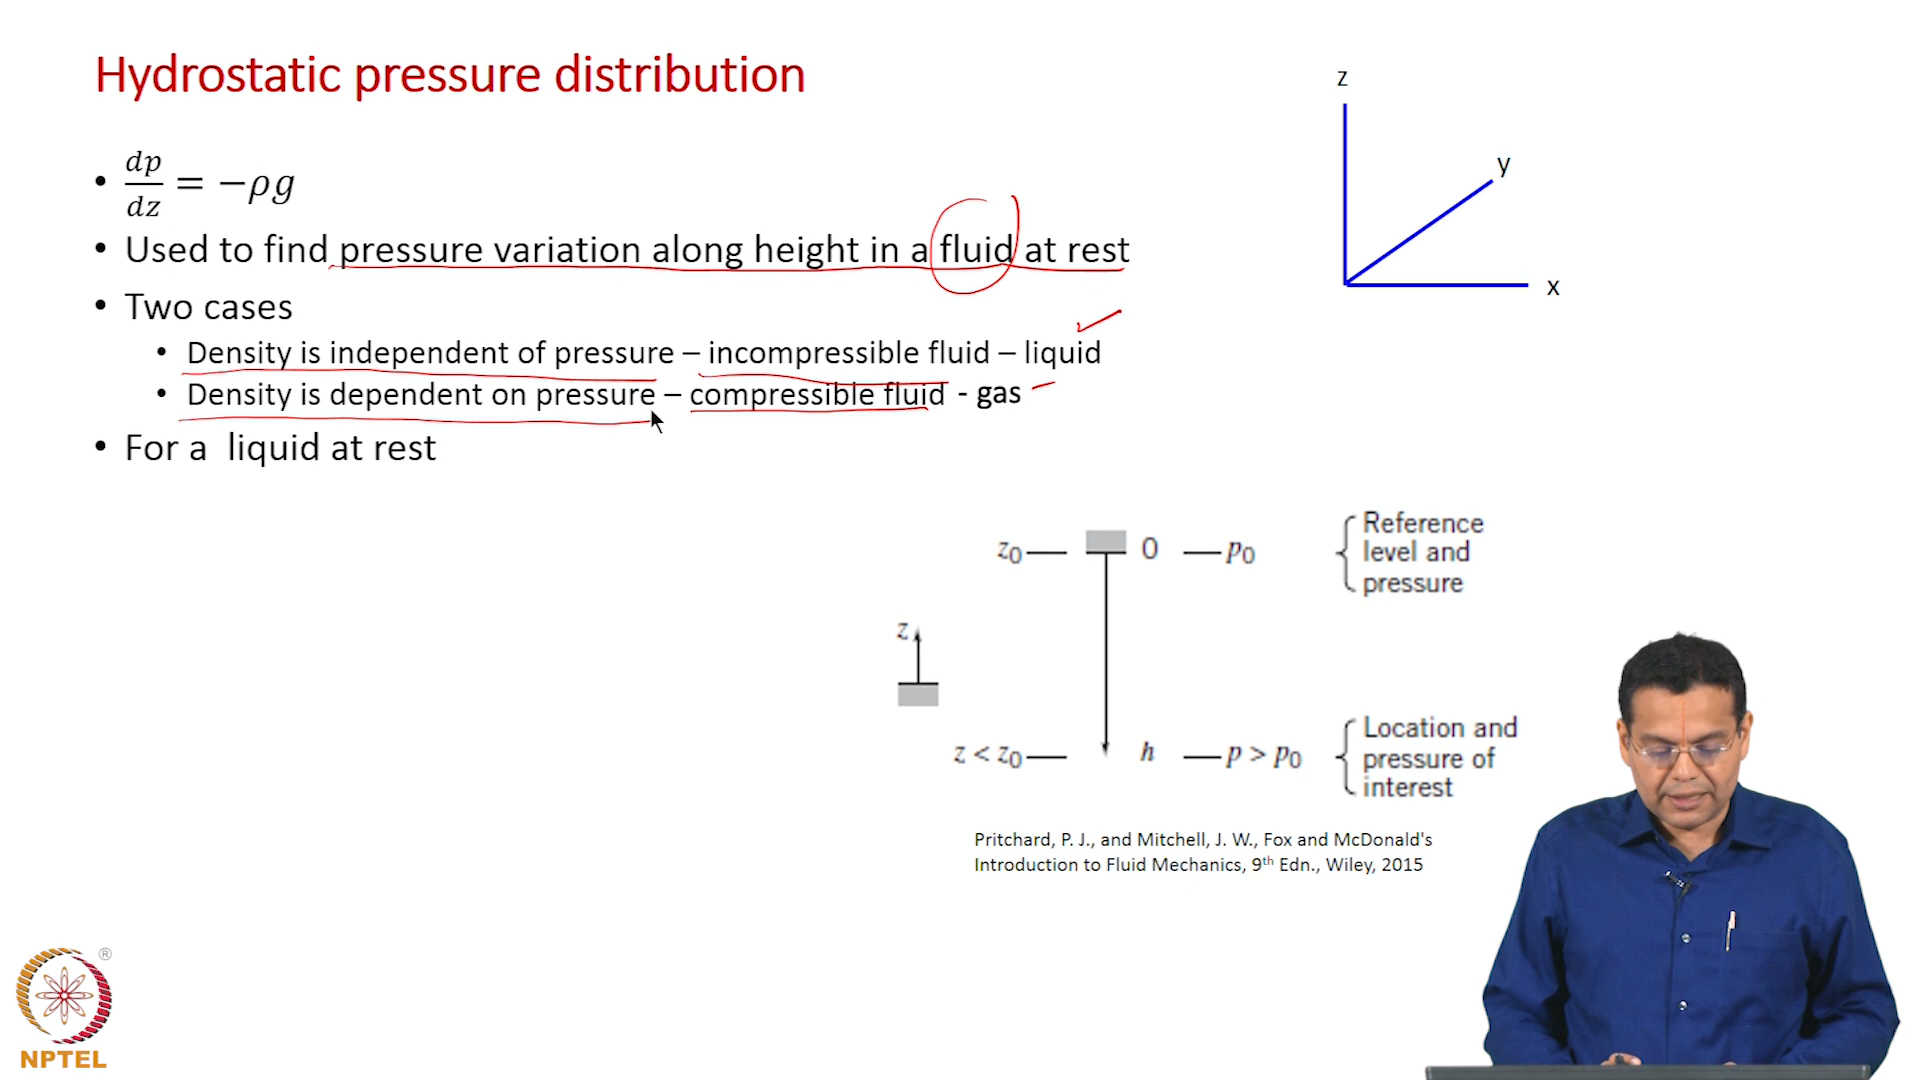 Hydrostatic pressure distribution
z
y
x
• dp/dz = −ρg
• Used to find pressure variation along height in a fluid at rest
• Two cases
• Density is independent of pressure – incompressible fluid – liquid
• Density is dependent on pressure – compressible fluid - gas
• For a liquid at rest
z0 0 p0 Reference
level and
pressure
z
z < z0 h p > p0 Location and
pressure of
interest
Pritchard, P. J., and Mitchell, J. W., Fox and McDonald's
Introduction to Fluid Mechanics, 9th Edn., Wiley, 2015
®
NPTEL